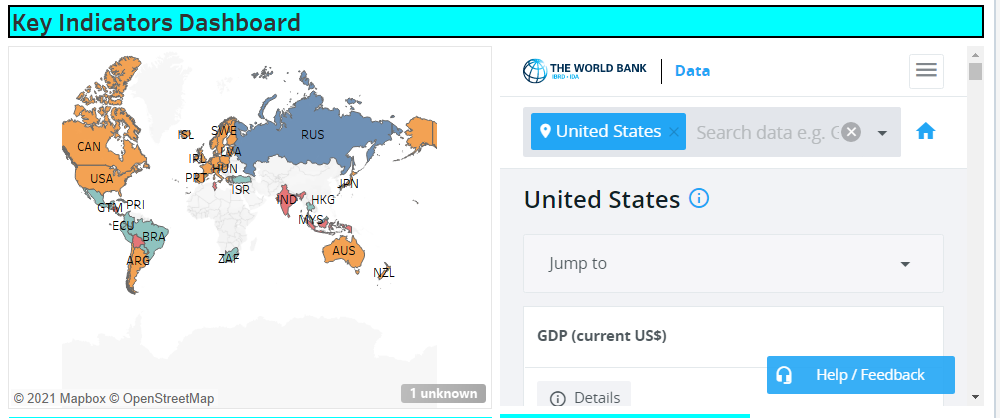 Key Indicators Dashboard
CAN
USA
GTM
PRI
ECU
BRA
ARG
ISL
SWE
IRL
LVA
HUN
PRT
ISR
RUS
JPN
IND
HKG
MYS
ZAF
AUS
NZL
© 2021 Mapbox © OpenStreetMap
1 unknown
THE WORLD BANK
IBRD • IDA
Data
United States ×
Search data e.g. G
United States
Jump to
GDP (current US$)
Details
Help / Feedback